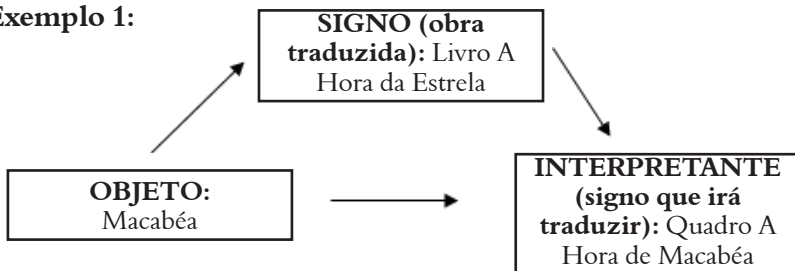 Exemplo 1:
SIGNO (obra
traduzida): Livro A
Hora da Estrela
OBJETO:
Macabéa
INTERPRETANTE
(signo que irá
traduzir): Quadro A
Hora de Macabéa